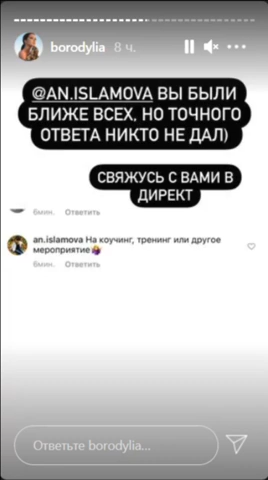 borodylia 8 ч.
@AN.ISLAMOVA ВЫ БЫЛИ
БЛИЖЕ ВСЕХ, НО ТОЧНОГО
ОТВЕТА НИКТО НЕ ДАЛ)
СВЯЖУСЬ С ВАМИ В
ДИРЕКТ
6мин. Ответить
an.islamova На коучинг, тренинг или другое
мероприятие🤷‍♀️
6мин. Ответить
Ответьте borodylia...